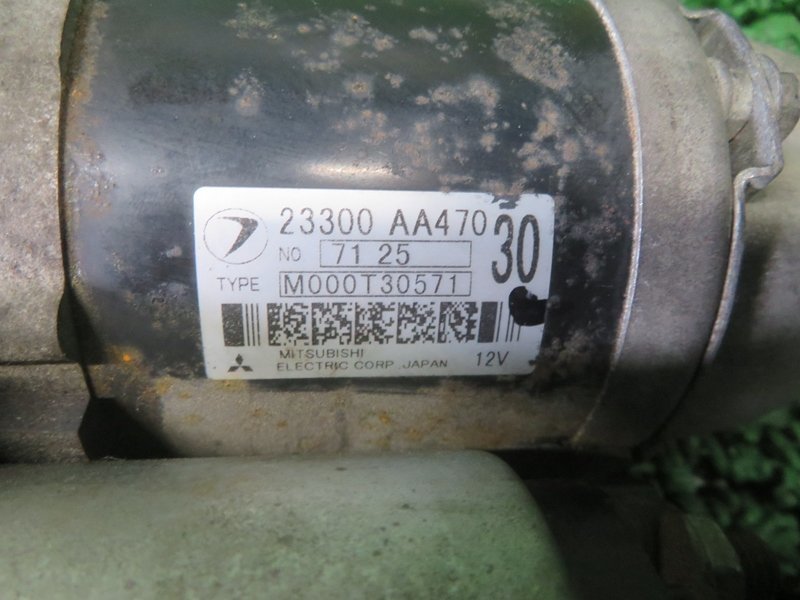 23300 AA470
30
NO 71 25
TYPE M000T30571
MITSUBISHI
ELECTRIC CORP. JAPAN 12V